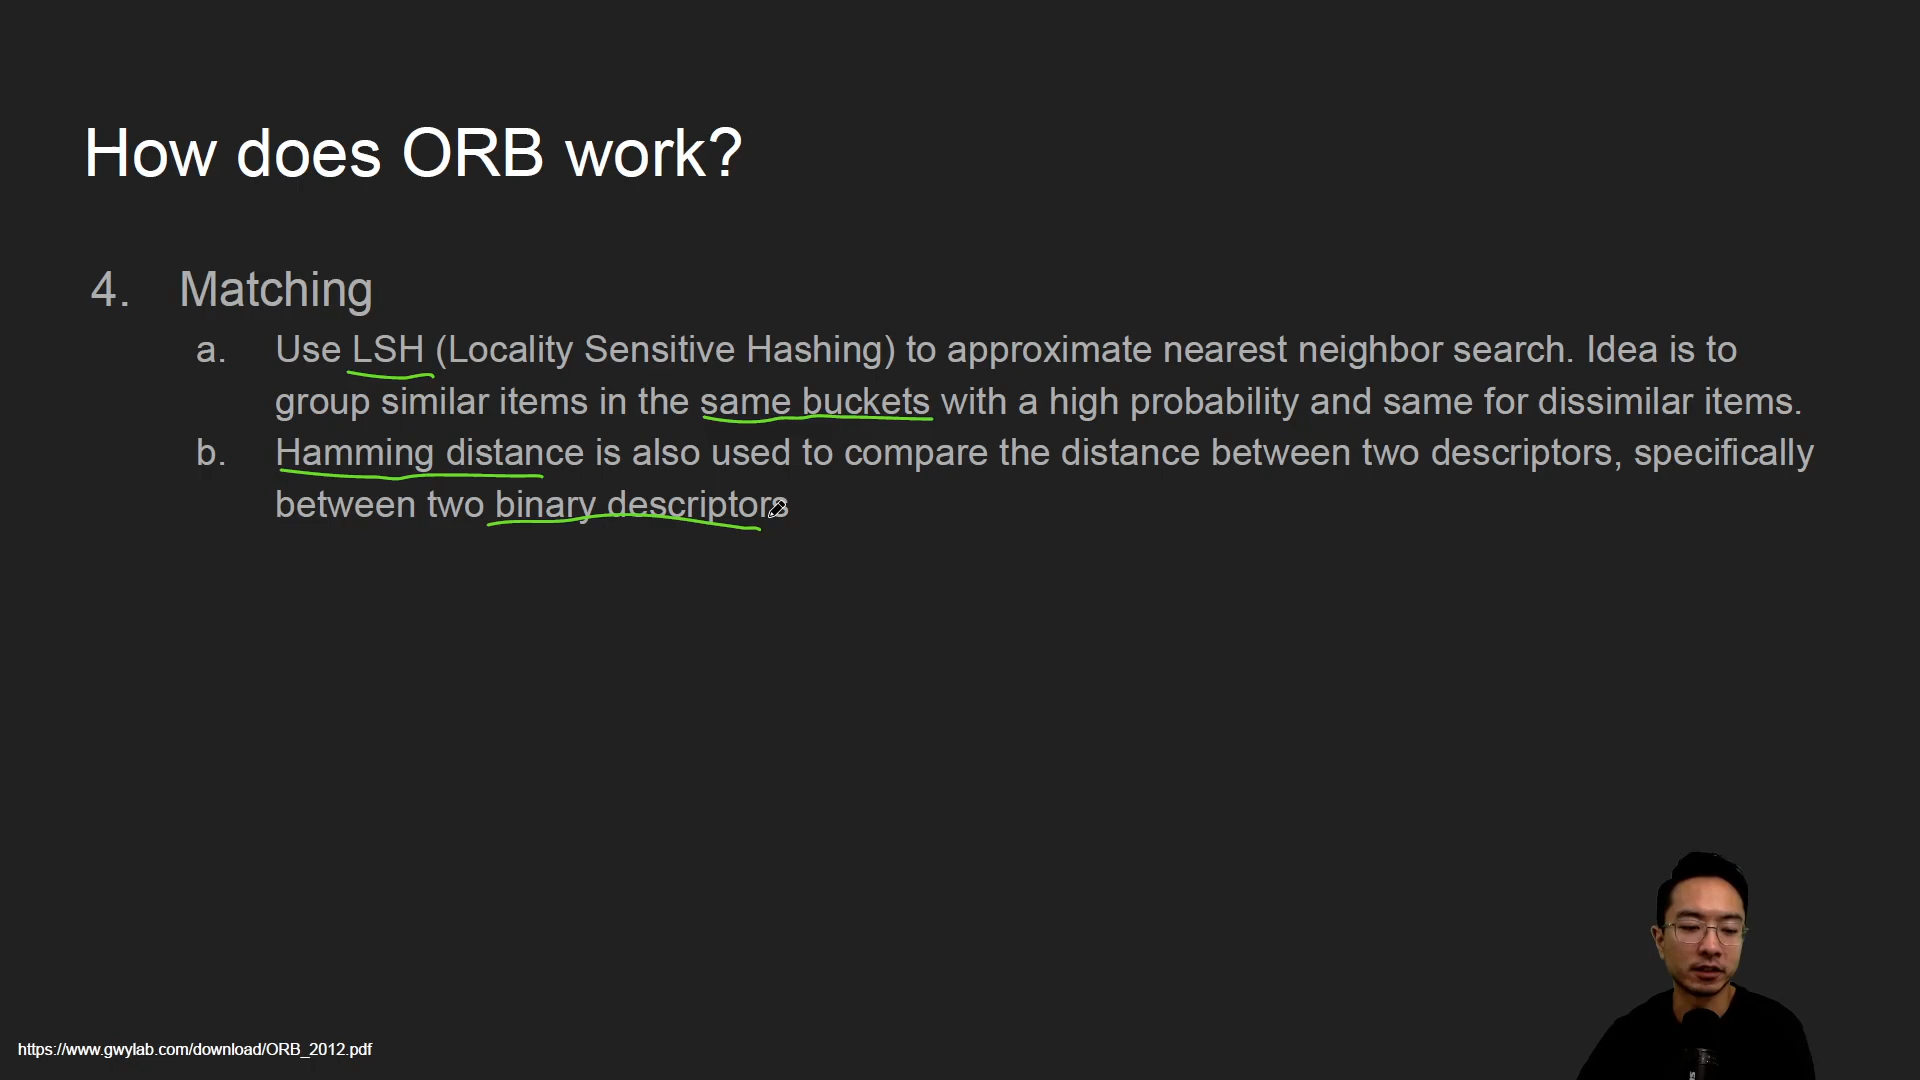 How does ORB work?
4. Matching
a. Use LSH (Locality Sensitive Hashing) to approximate nearest neighbor search. Idea is to
group similar items in the same buckets with a high probability and same for dissimilar items.
b. Hamming distance is also used to compare the distance between two descriptors, specifically
between two binary descriptors
https://www.gwylab.com/download/ORB_2012.pdf